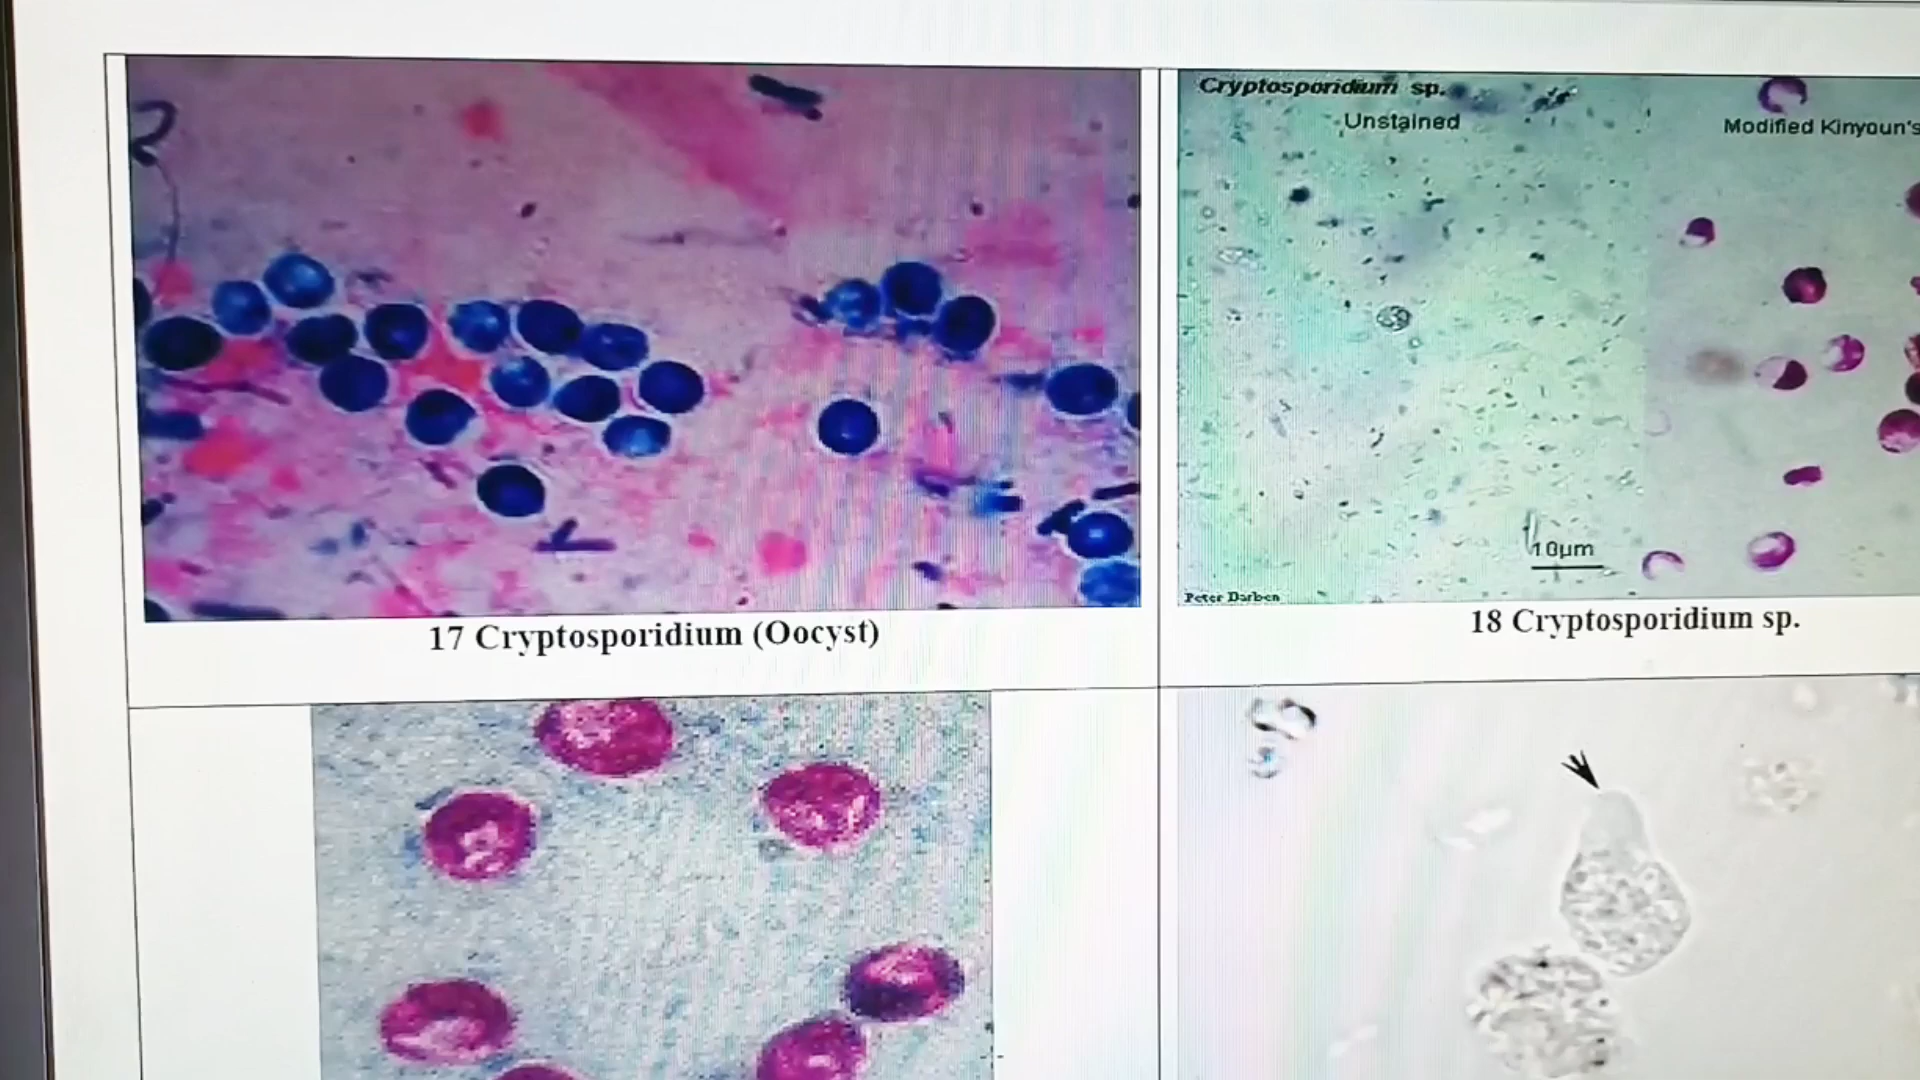 Cryptosporidium sp.
Unstained
Modified Kinyoun's
10µm
Peter Darben
17 Cryptosporidium (Oocyst)
18 Cryptosporidium sp.